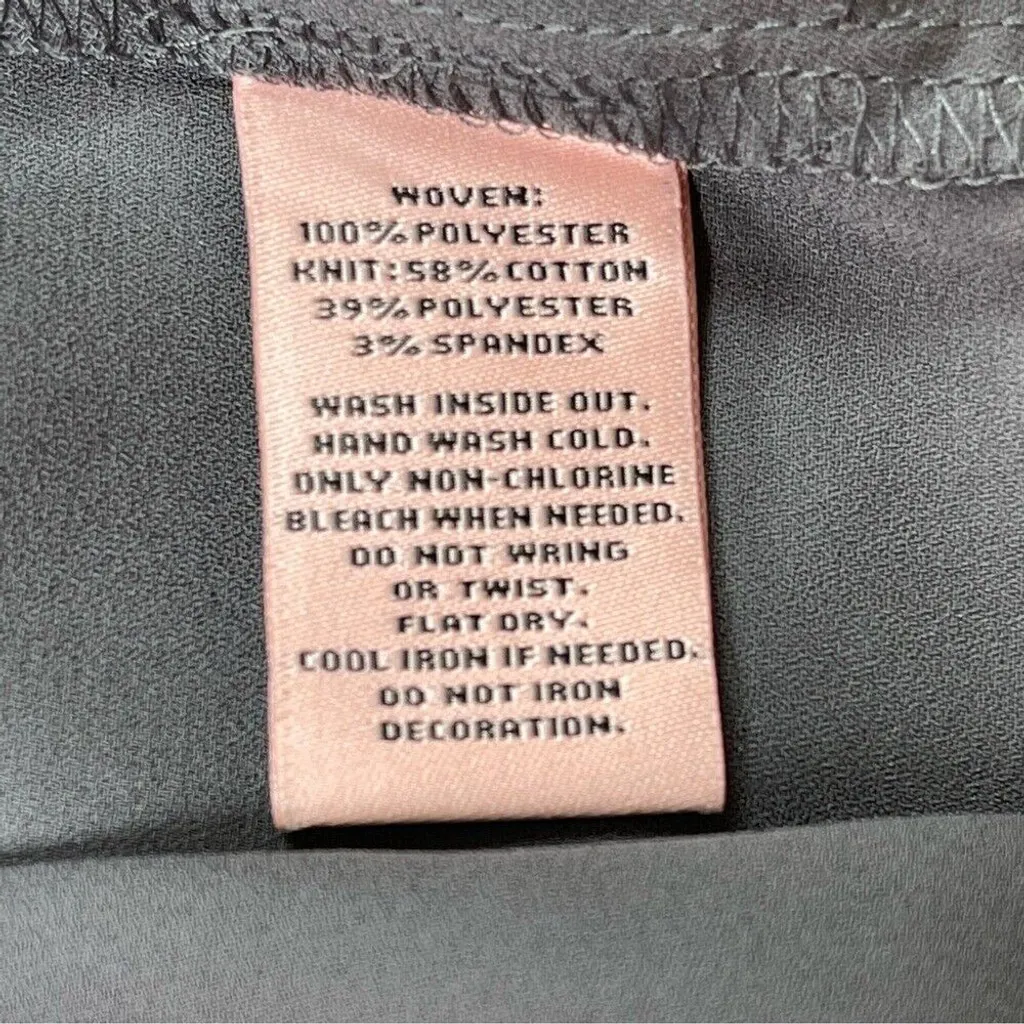 WOVEN:
100% POLYESTER
KNIT: 58% COTTON
39% POLYESTER
3% SPANDEX
WASH INSIDE OUT.
HAND WASH COLD.
ONLY NON-CHLORINE
BLEACH WHEN NEEDED.
DO NOT WRING
OR TWIST.
FLAT DRY.
COOL IRON IF NEEDED.
DO NOT IRON
DECORATION.